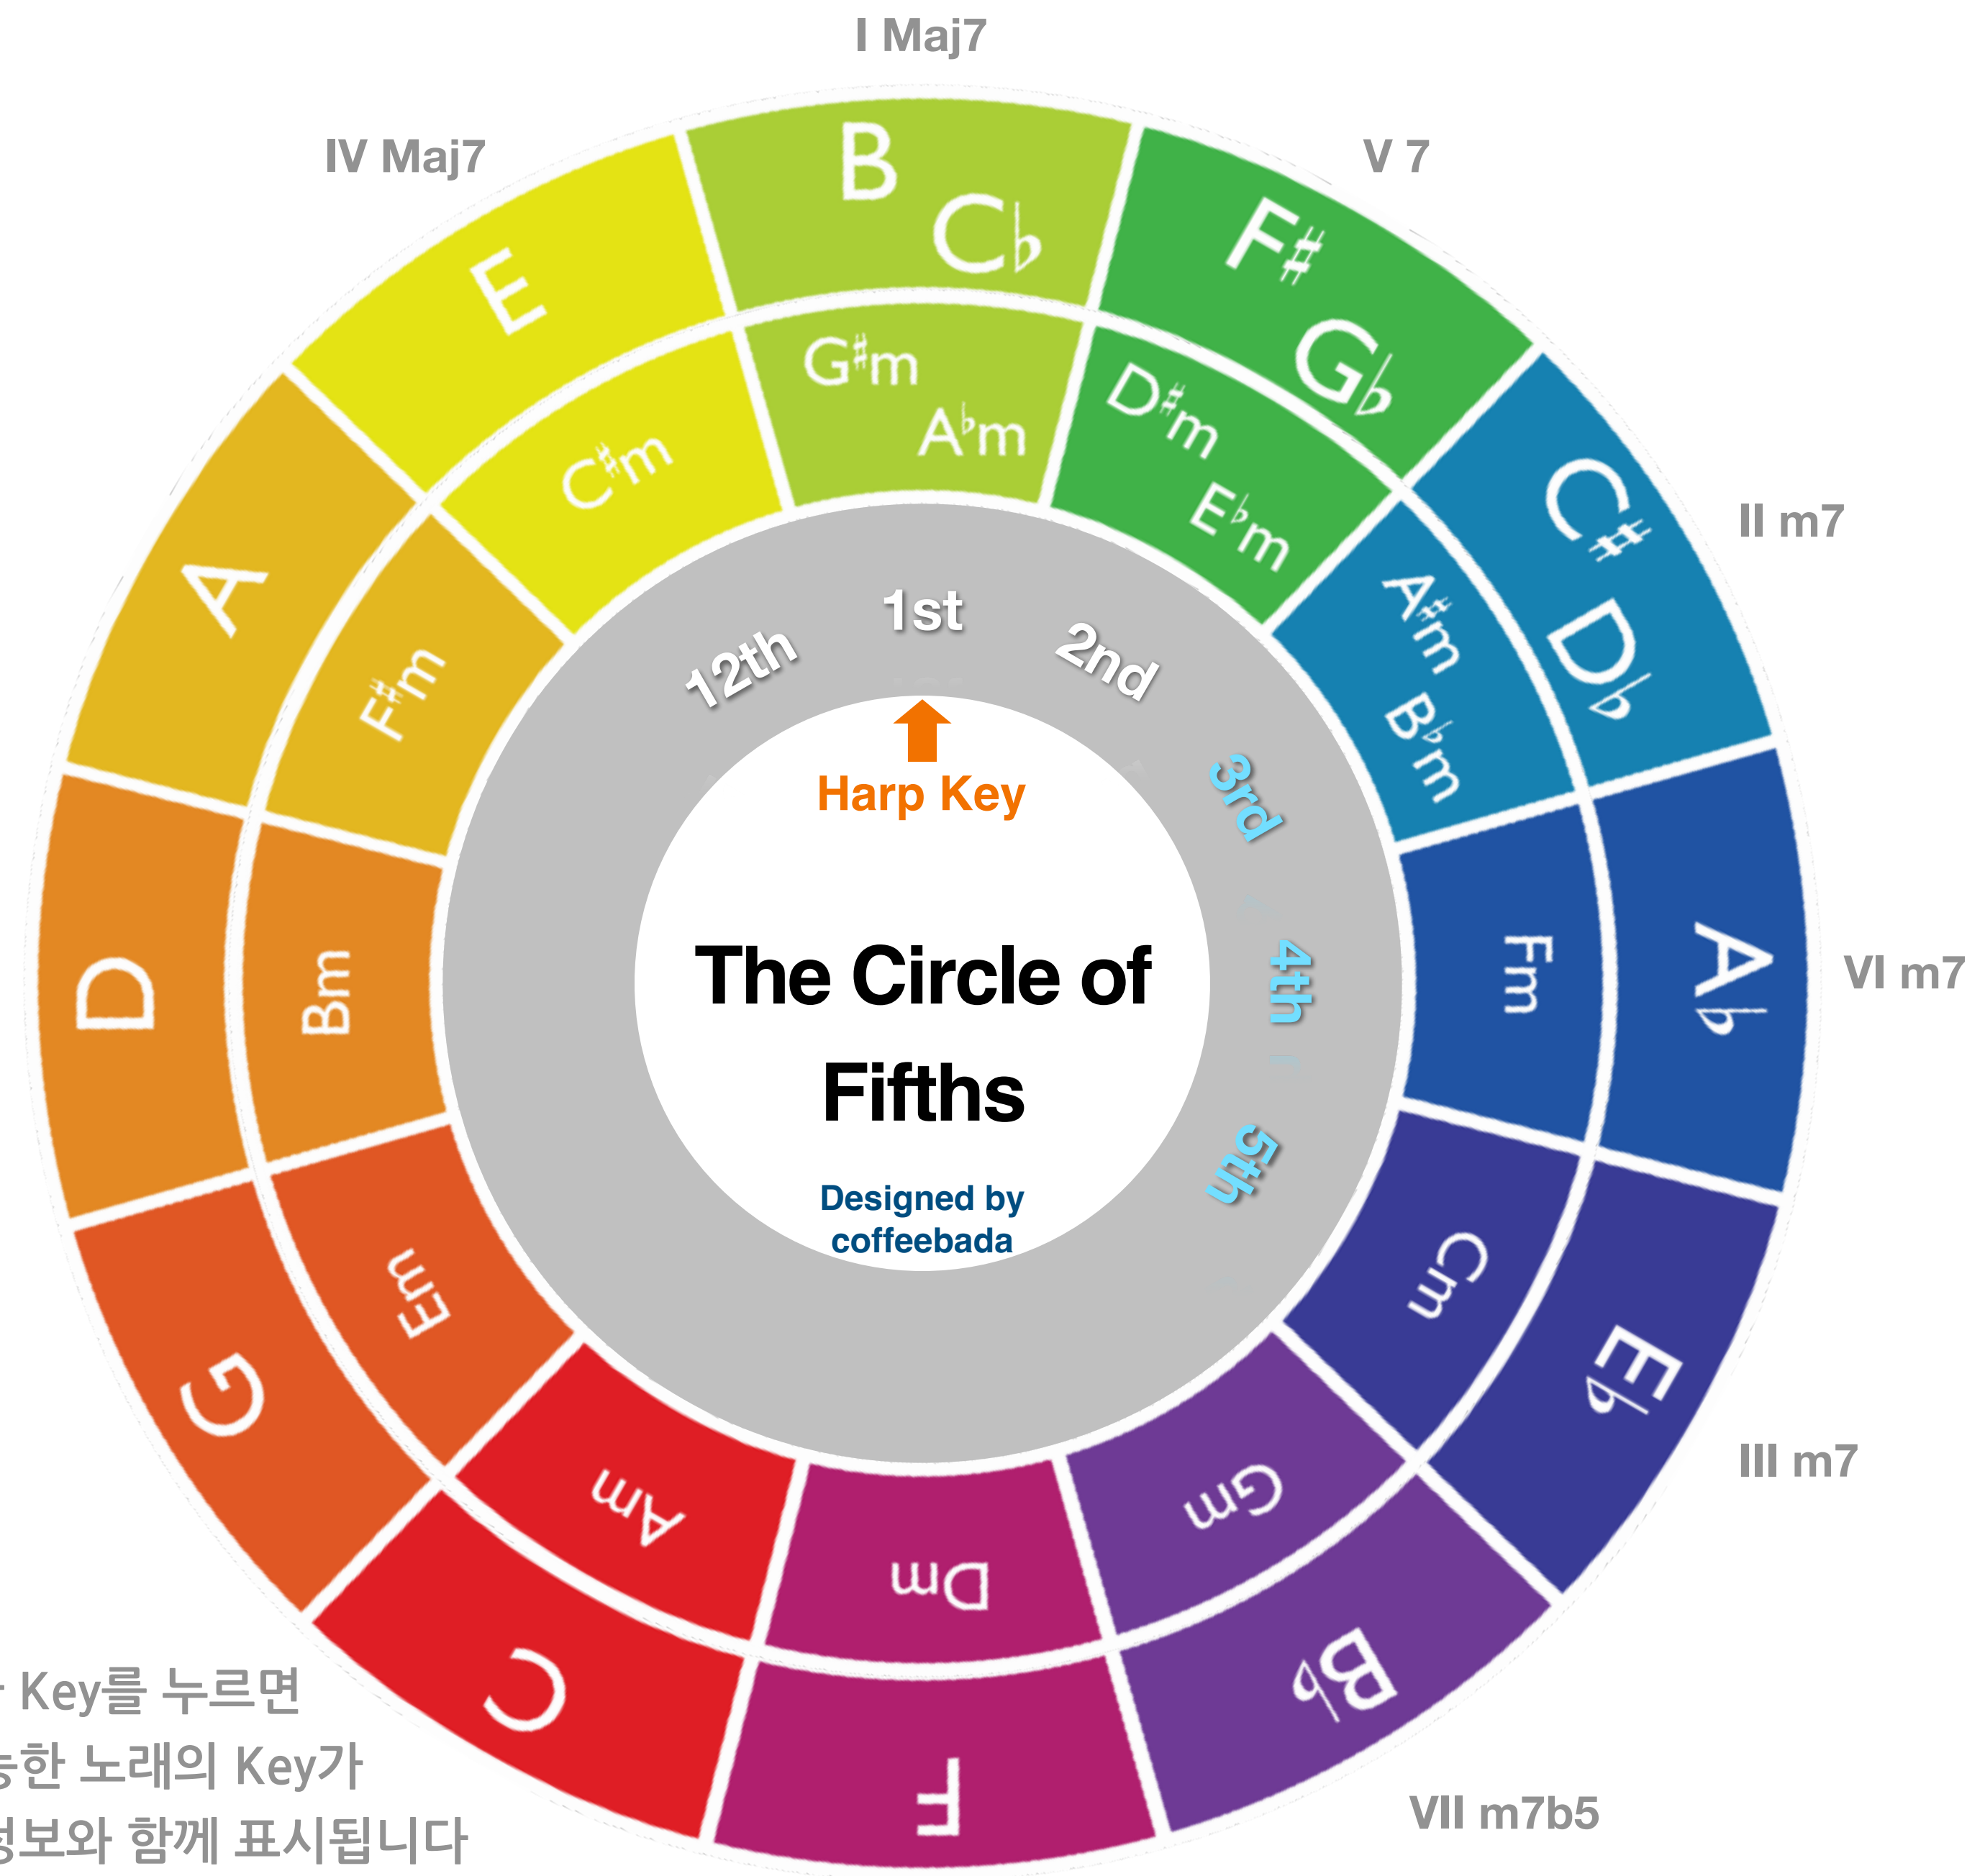 I Maj7
IV Maj7
V 7
II m7
VI m7
III m7
VII m7b5
B
C♭
F♯
G♭
C♯
D♭
A♭
E♭
B♭
F
C
G
D
A
E
G♯m
A♭m
D♯m
E♭m
A♯m
B♭m
Fm
Cm
Gm
Dm
Am
Em
Bm
F♯m
C♯m
12th
1st
2nd
3rd
4th
5th
Harp Key
The Circle of
Fifths
Designed by
coffeebada
Key를 누르면
노래의 Key가
함께 표시됩니다